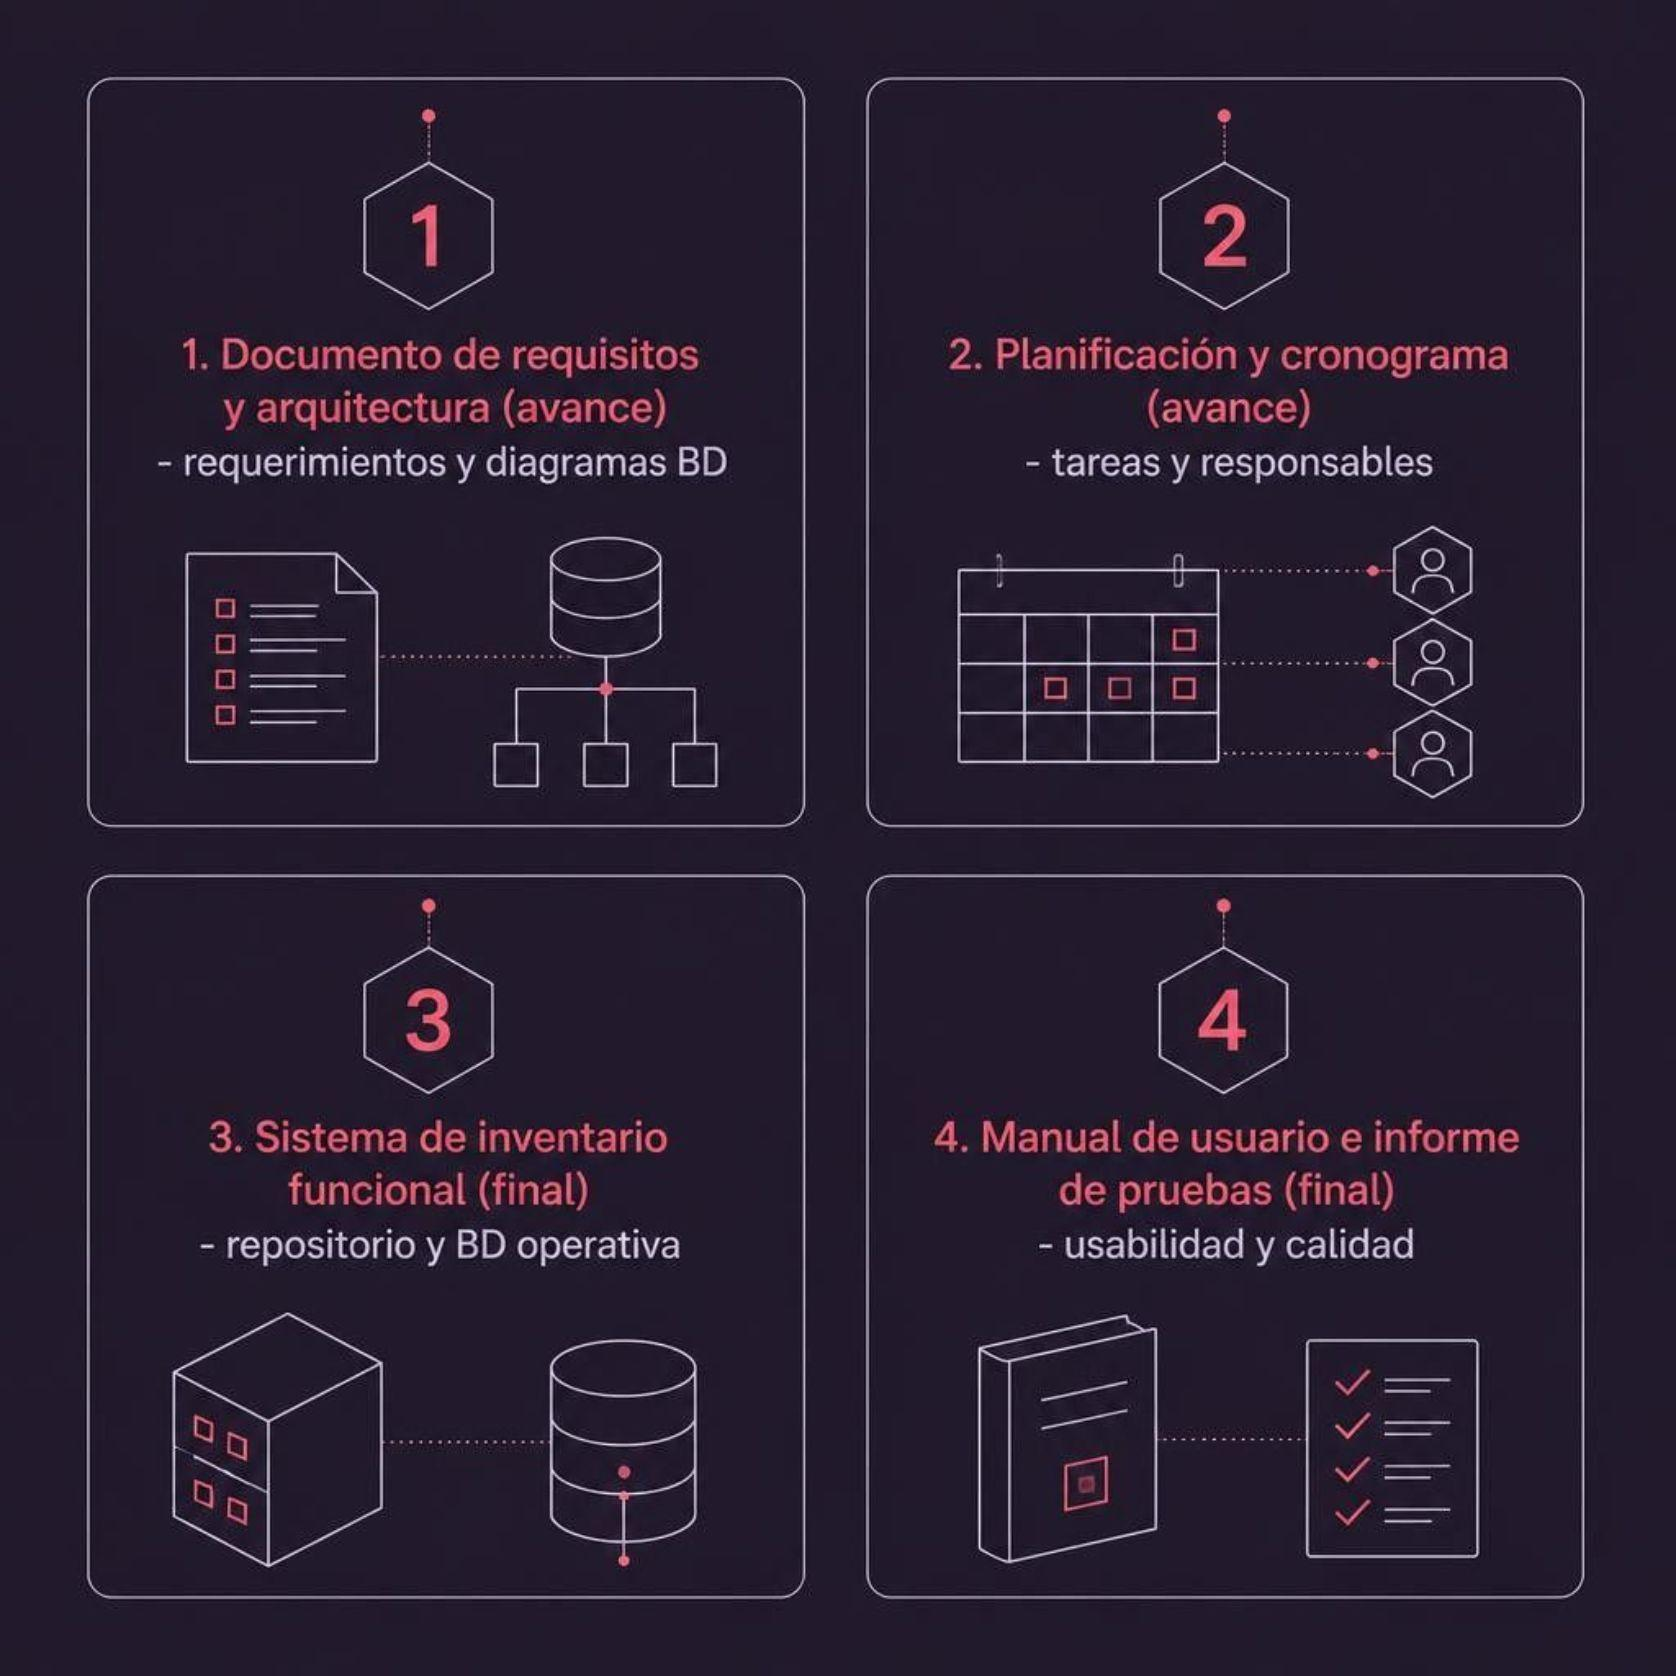 1
1. Documento de requisitos
y arquitectura (avance)
- requerimientos y diagramas BD
2
2. Planificación y cronograma
(avance)
- tareas y responsables
3
3. Sistema de inventario
funcional (final)
- repositorio y BD operativa
4
4. Manual de usuario e informe
de pruebas (final)
- usabilidad y calidad